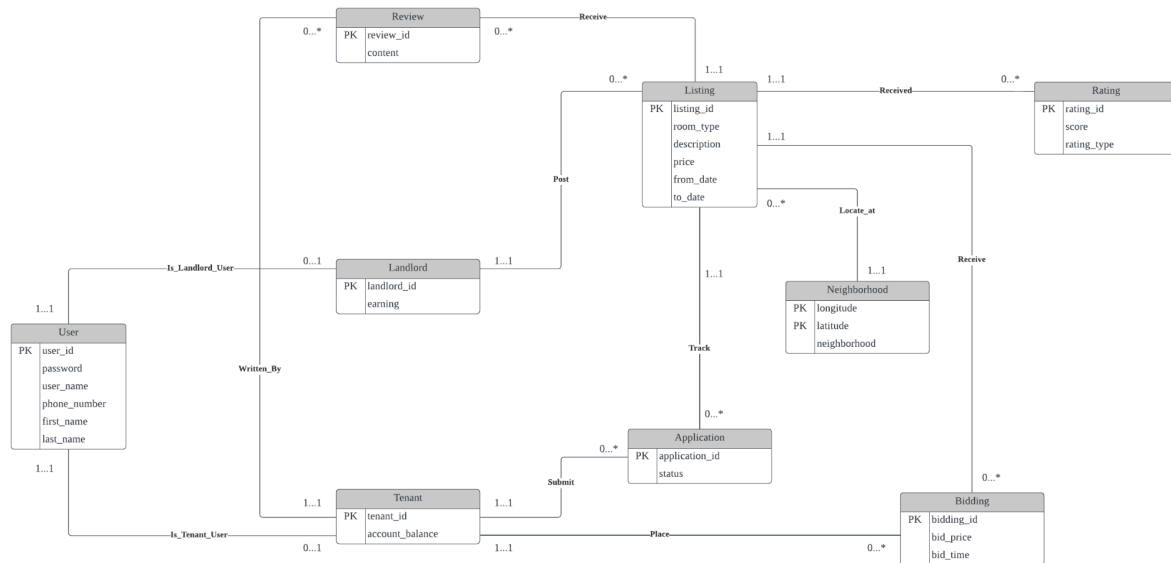 Review
PK review_id
content
0...*
0...*
Receive
1...1
0...*
Listing
PK listing_id
room_type
description
price
from_date
to_date
1...1
Received
0...*
Rating
PK rating_id
score
rating_type
1...1
0...*
Locate_at
1...1
Post
Receive
Is_Landlord_User
0...1
Landlord
PK landlord_id
earning
1...1
1...1
Neighborhood
PK longitude
PK latitude
neighborhood
1...1
User
PK user_id
password
user_name
phone_number
first_name
last_name
1...1
Written_By
Track
0...*
Application
PK application_id
status
0...*
Submit
1...1
Tenant
PK tenant_id
account_balance
1...1
Is_Tenant_User
0...1
1...1
Place
0...*
0...*
Bidding
PK bidding_id
bid_price
bid_time